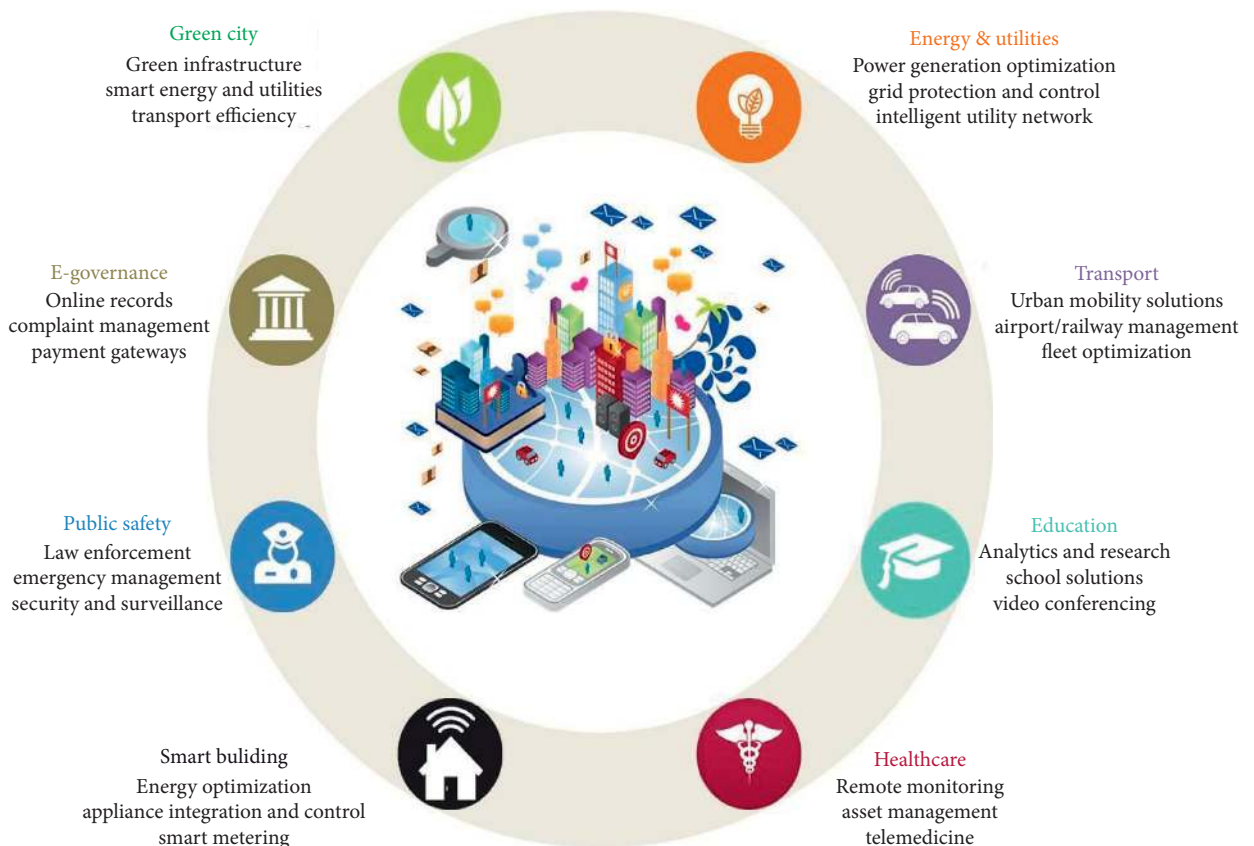 Green city
Green infrastructure
smart energy and utilities
transport efficiency
Energy & utilities
Power generation optimization
grid protection and control
intelligent utility network
E-governance
Online records
complaint management
payment gateways
Transport
Urban mobility solutions
airport/railway management
fleet optimization
Public safety
Law enforcement
emergency management
security and surveillance
Education
Analytics and research
school solutions
video conferencing
Smart buliding
Energy optimization
appliance integration and control
smart metering
Healthcare
Remote monitoring
asset management
telemedicine